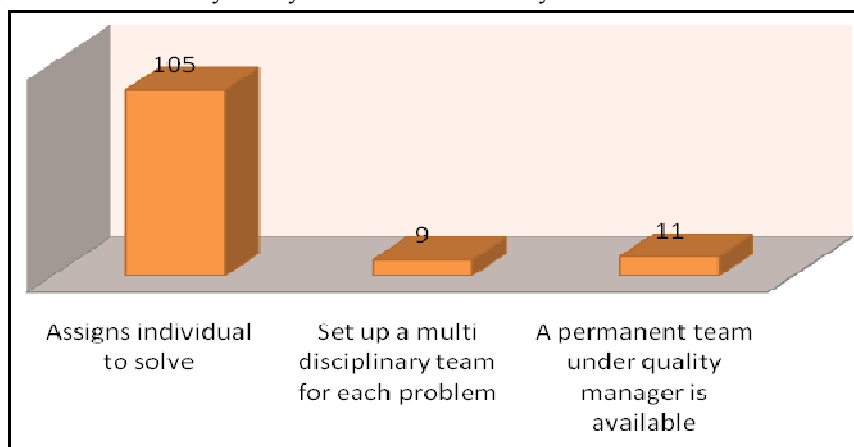 105
9
11
Assigns individual
to solve
Set up a multi
disciplinary team
for each problem
A permanent team
under quality
manager is
available